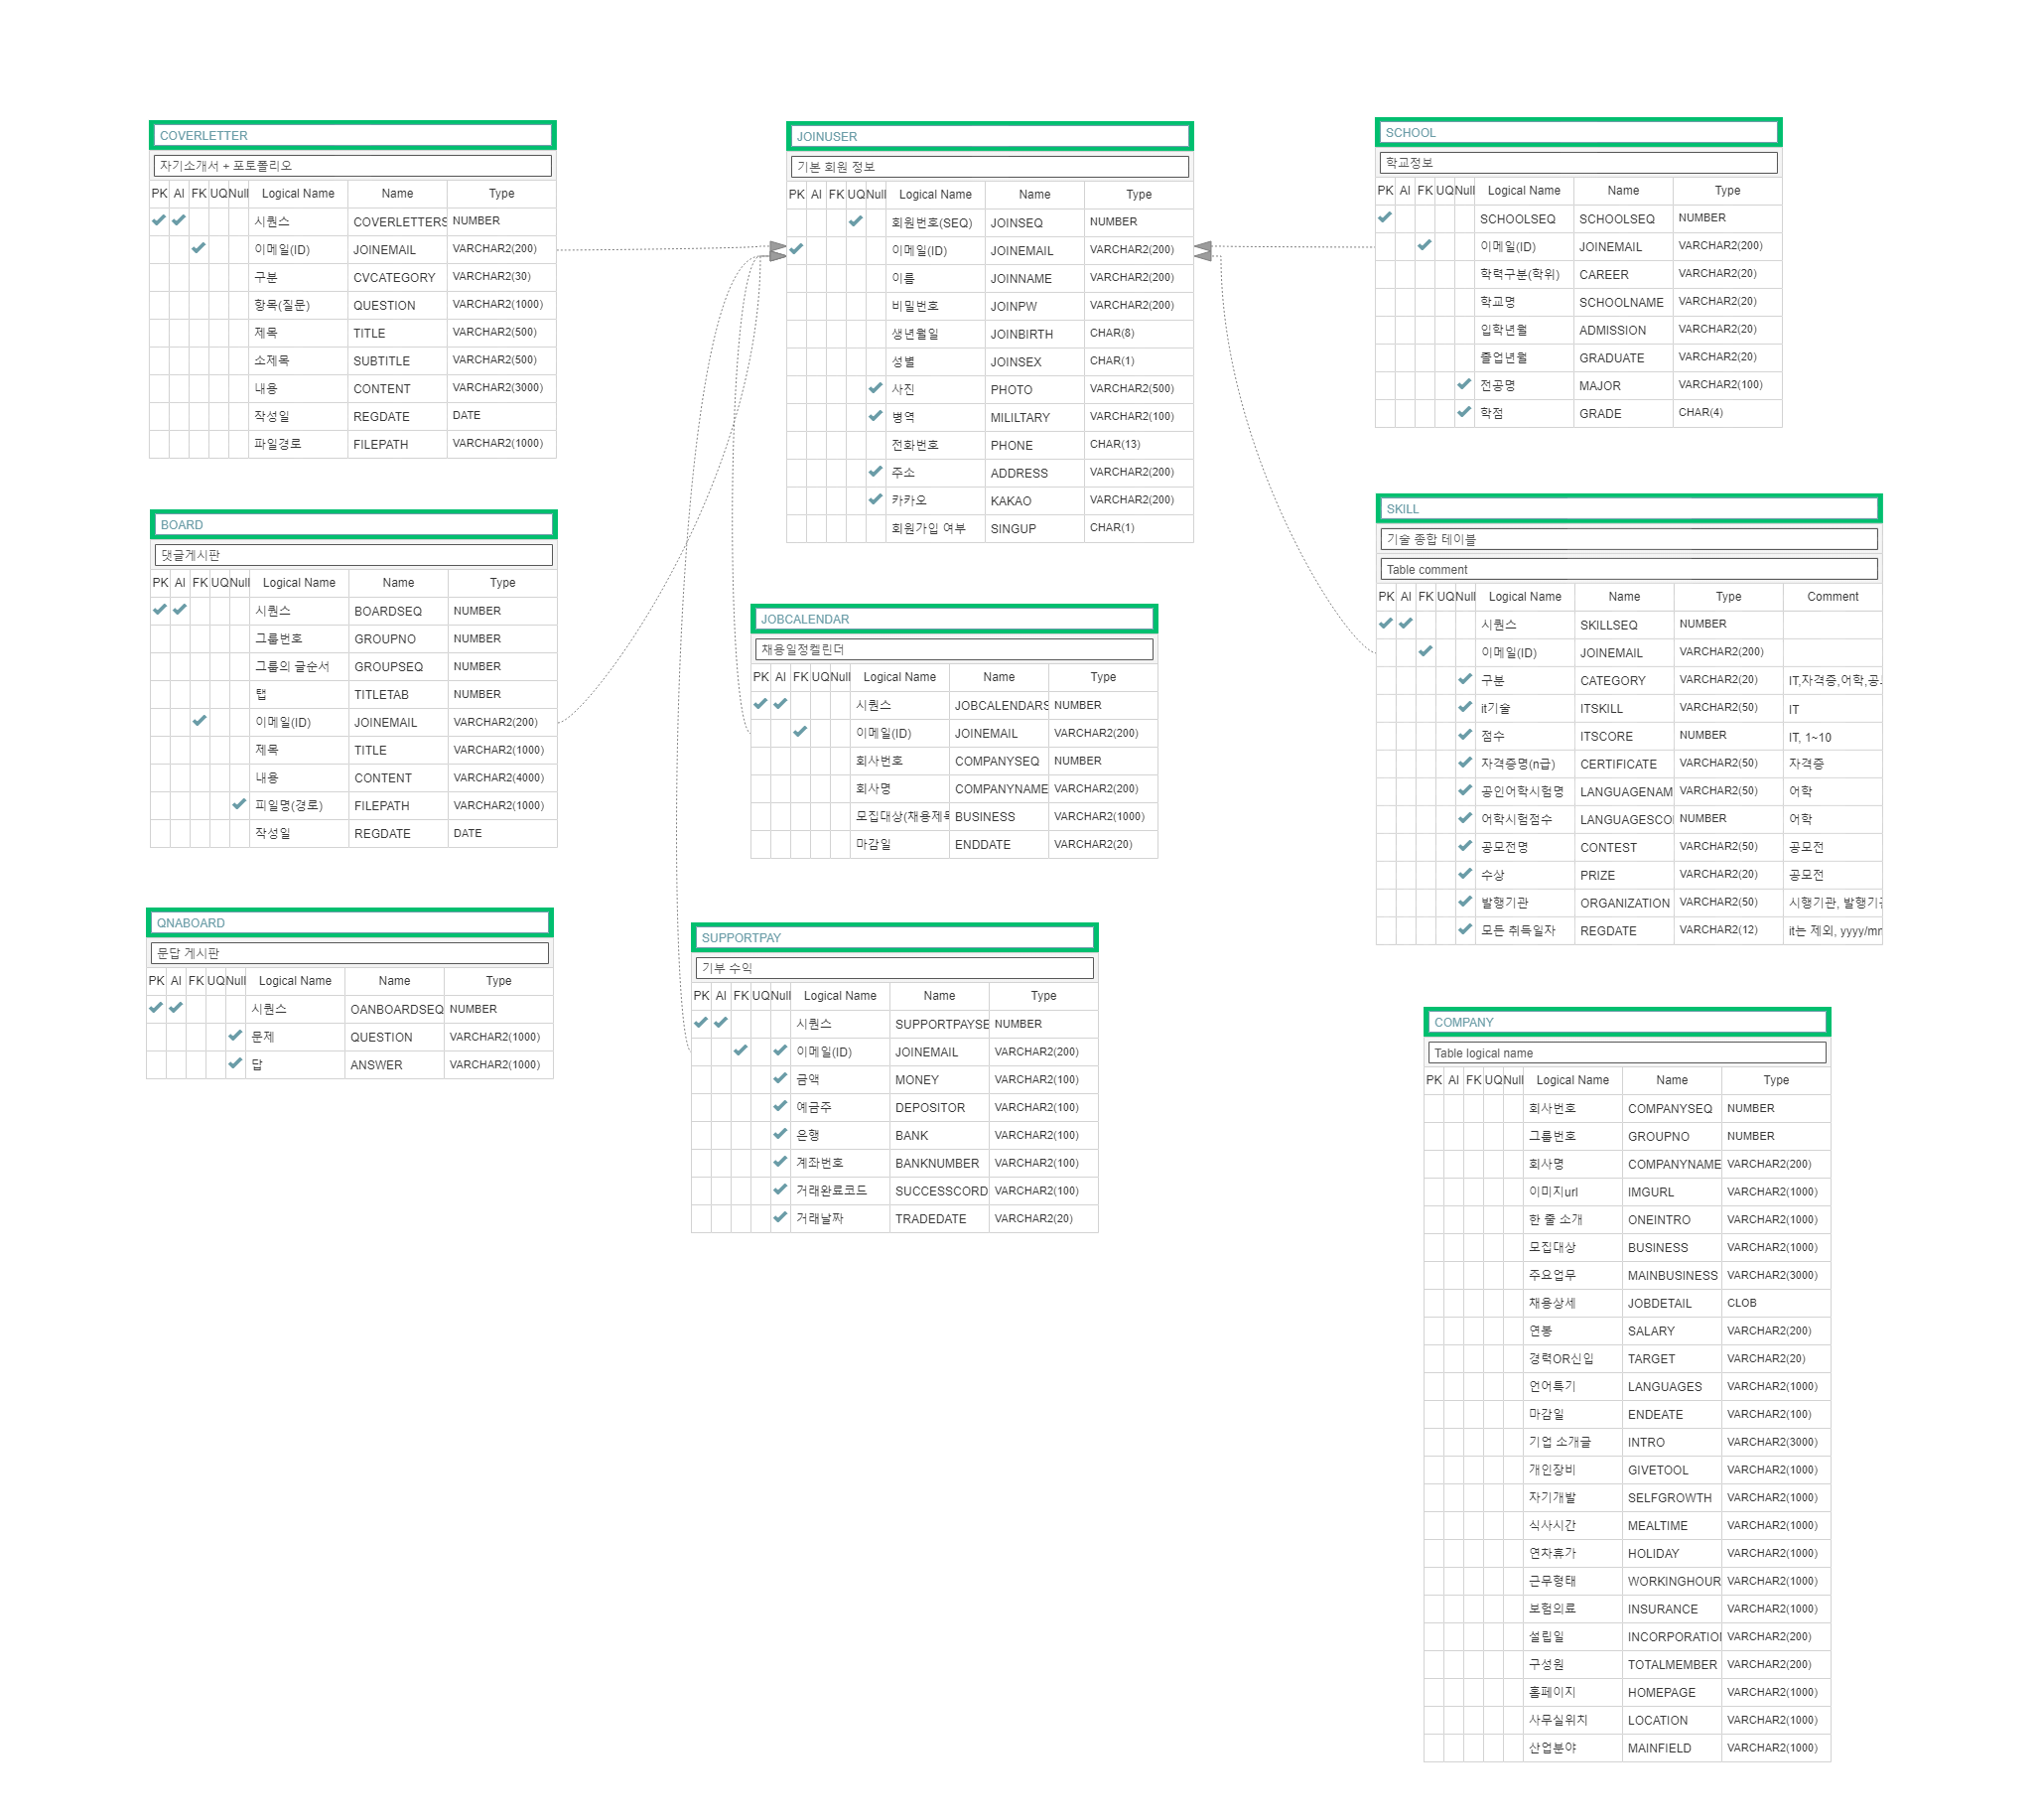 COVERLETTER
자기소개서 + 포토폴리오
PK AI FK UQ Null Logical Name Name Type
시퀀스 COVERLETTERS NUMBER
이메일(ID) JOINEMAIL VARCHAR2(200)
구분 CVCATEGORY VARCHAR2(30)
항목(질문) QUESTION VARCHAR2(1000)
제목 TITLE VARCHAR2(500)
소제목 SUBTITLE VARCHAR2(500)
내용 CONTENT VARCHAR2(3000)
작성일 REGDATE DATE
파일경로 FILEPATH VARCHAR2(1000)
JOINUSER
기본 회원 정보
PK AI FK UQ Null Logical Name Name Type
회원번호(SEQ) JOINSEQ NUMBER
이메일(ID) JOINEMAIL VARCHAR2(200)
이름 JOINNAME VARCHAR2(200)
비밀번호 JOINPW VARCHAR2(200)
생년월일 JOINBIRTH CHAR(8)
성별 JOINSEX CHAR(1)
사진 PHOTO VARCHAR2(500)
병역 MILILTARY VARCHAR2(100)
전화번호 PHONE CHAR(13)
주소 ADDRESS VARCHAR2(200)
카카오 KAKAO VARCHAR2(200)
회원가입 여부 SINGUP CHAR(1)
SCHOOL
학교정보
PK AI FK UQ Null Logical Name Name Type
SCHOOLSEQ SCHOOLSEQ NUMBER
이메일(ID) JOINEMAIL VARCHAR2(200)
학력구분(학위) CAREER VARCHAR2(20)
학교명 SCHOOLNAME VARCHAR2(20)
입학년월 ADMISSION VARCHAR2(20)
졸업년월 GRADUATE VARCHAR2(20)
전공명 MAJOR VARCHAR2(100)
학점 GRADE CHAR(4)
BOARD
댓글게시판
PK AI FK UQ Null Logical Name Name Type
시퀀스 BOARDSEQ NUMBER
그룹번호 GROUPNO NUMBER
그룹의 글순서 GROUPSEQ NUMBER
탭 TITLETAB NUMBER
이메일(ID) JOINEMAIL VARCHAR2(200)
제목 TITLE VARCHAR2(1000)
내용 CONTENT VARCHAR2(4000)
피일명(경로) FILEPATH VARCHAR2(1000)
작성일 REGDATE DATE
JOBCALENDAR
채용일정켈린더
PK AI FK UQ Null Logical Name Name Type
시퀀스 JOBCALENDARS NUMBER
이메일(ID) JOINEMAIL VARCHAR2(200)
회사번호 COMPANYSEQ NUMBER
회사명 COMPANYNAME VARCHAR2(200)
모집대상(채용제목 BUSINESS VARCHAR2(1000)
마감일 ENDDATE VARCHAR2(20)
SKILL
기술 종합 테이블
Table comment
PK AI FK UQ Null Logical Name Name Type Comment
시퀀스 SKILLSEQ NUMBER
이메일(ID) JOINEMAIL VARCHAR2(200)
구분 CATEGORY VARCHAR2(20) IT,자격증,어학,공
it기술 ITSKILL VARCHAR2(50) IT
점수 ITSCORE NUMBER IT, 1~10
자격증명(n급) CERTIFICATE VARCHAR2(50) 자격증
공인어학시험명 LANGUAGENAM VARCHAR2(50) 어학
어학시험점수 LANGUAGESCO NUMBER 어학
공모전명 CONTEST VARCHAR2(50) 공모전
수상 PRIZE VARCHAR2(20) 공모전
발행기관 ORGANIZATION VARCHAR2(50) 시행기관, 발행기
모든 취득일자 REGDATE VARCHAR2(12) it는 제외, yyyy/mm
QNABOARD
문답 게시판
PK AI FK UQ Null Logical Name Name Type
시퀀스 OANBOARDSEQ NUMBER
문제 QUESTION VARCHAR2(1000)
답 ANSWER VARCHAR2(1000)
SUPPORTPAY
기부 수익
PK AI FK UQ Null Logical Name Name Type
시퀀스 SUPPORTPAYSE NUMBER
이메일(ID) JOINEMAIL VARCHAR2(200)
금액 MONEY VARCHAR2(100)
예금주 DEPOSITOR VARCHAR2(100)
은행 BANK VARCHAR2(100)
계좌번호 BANKNUMBER VARCHAR2(100)
거래완료코드 SUCCESSCORD VARCHAR2(100)
거래날짜 TRADEDATE VARCHAR2(20)
COMPANY
Table logical name
PK AI FK UQ Null Logical Name Name Type
회사번호 COMPANYSEQ NUMBER
그룹번호 GROUPNO NUMBER
회사명 COMPANYNAME VARCHAR2(200)
이미지url IMGURL VARCHAR2(1000)
한 줄 소개 ONEINTRO VARCHAR2(1000)
모집대상 BUSINESS VARCHAR2(1000)
주요업무 MAINBUSINESS VARCHAR2(3000)
채용상세 JOBDETAIL CLOB
연봉 SALARY VARCHAR2(200)
경력OR신입 TARGET VARCHAR2(20)
언어특기 LANGUAGES VARCHAR2(1000)
마감일 ENDEATE VARCHAR2(100)
기업 소개글 INTRO VARCHAR2(3000)
개인장비 GIVETOOL VARCHAR2(1000)
자기개발 SELFGROWTH VARCHAR2(1000)
식사시간 MEALTIME VARCHAR2(1000)
연차휴가 HOLIDAY VARCHAR2(1000)
근무형태 WORKINGHOUR VARCHAR2(1000)
보험의료 INSURANCE VARCHAR2(1000)
설립일 INCORPORATIO VARCHAR2(200)
구성원 TOTALMEMBER VARCHAR2(200)
홈페이지 HOMEPAGE VARCHAR2(1000)
사무실위치 LOCATION VARCHAR2(1000)
산업분야 MAINFIELD VARCHAR2(1000)